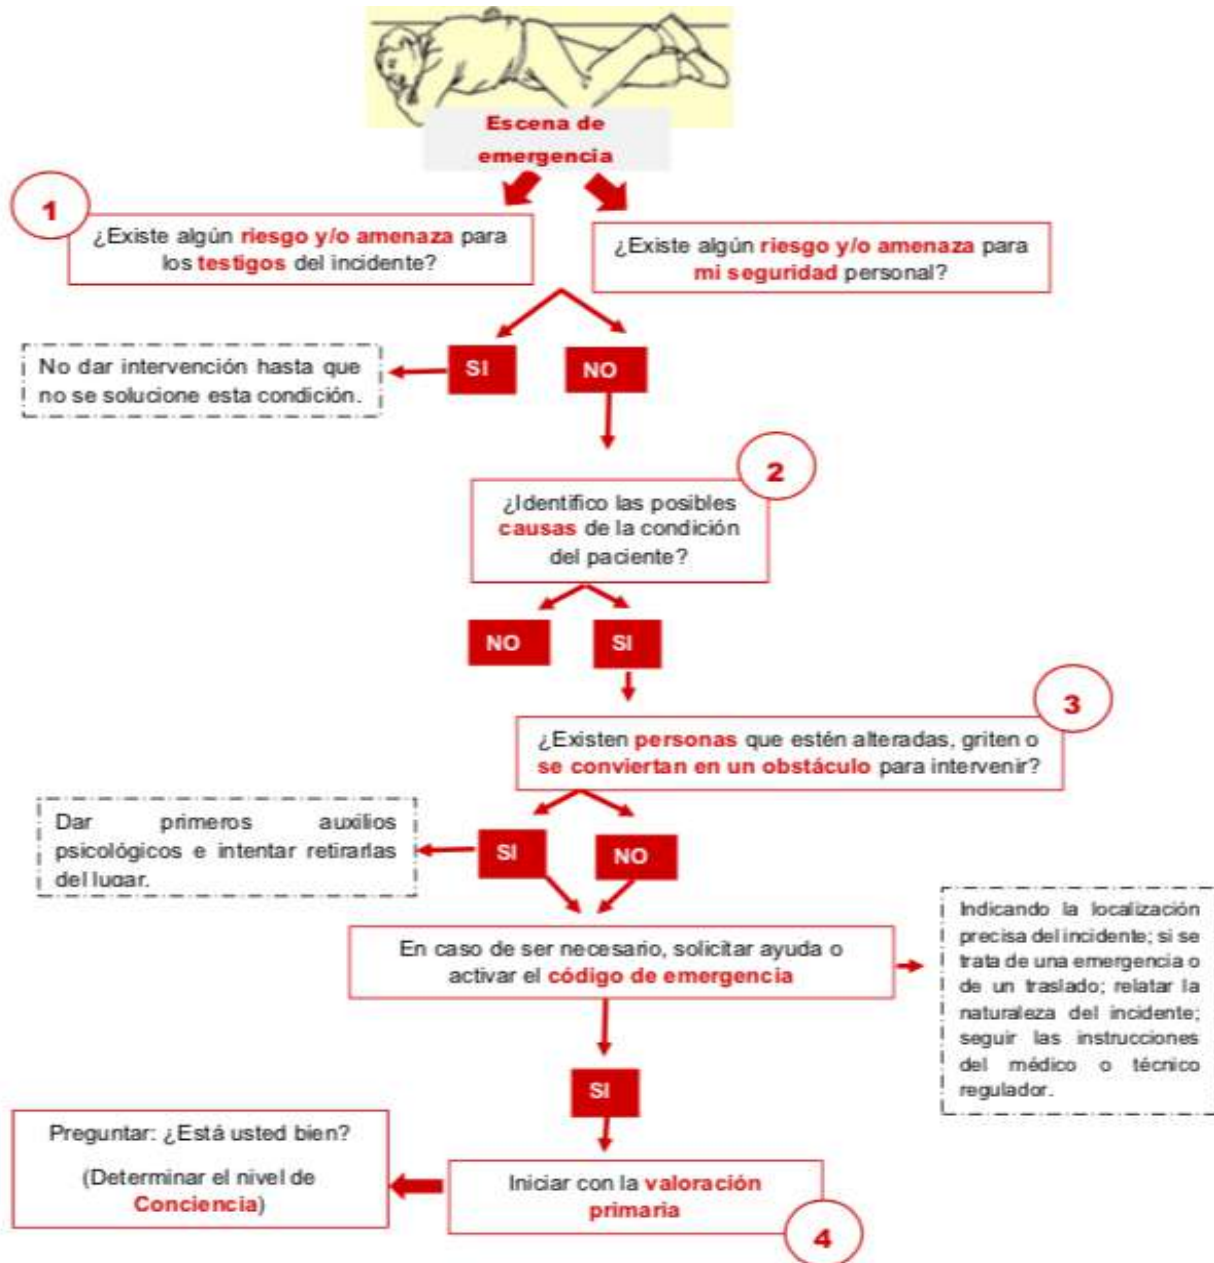 Escena de
emergencia
1
¿Existe algún riesgo y/o amenaza para
los testigos del incidente?
¿Existe algún riesgo y/o amenaza para
mi seguridad personal?
No dar intervención hasta que
no se solucione esta condición.
SI
NO
2
¿Identifico las posibles
causas de la condición
del paciente?
NO
SI
3
¿Existen personas que estén alteradas, griten o
se conviertan en un obstáculo para intervenir?
Dar primeros auxilios
psicológicos e intentar retirarlas
del lugar.
SI
NO
En caso de ser necesario, solicitar ayuda o
activar el código de emergencia
Indicando la localización
precisa del incidente; si se
trata de una emergencia o
de un traslado; relatar la
naturaleza del incidente;
seguir las instrucciones
del médico o técnico
regulador.
SI
Preguntar: ¿Está usted bien?
(Determinar el nivel de
Conciencia)
Iniciar con la valoración
primaria
4